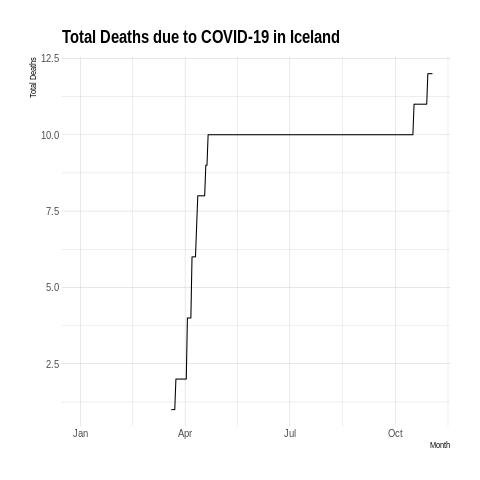 Total Deaths due to COVID-19 in Iceland
Total Deaths
12.5
10.0
7.5
5.0
2.5
Jan Apr Jul Oct
Month